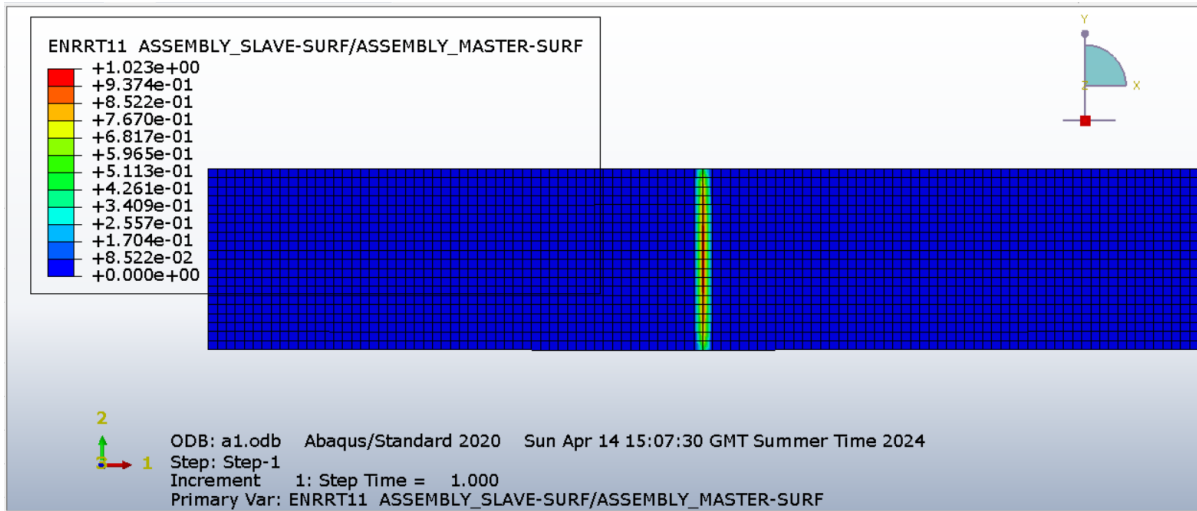 ENRRT11 ASSEMBLY_SLAVE-SURF/ASSEMBLY_MASTER-SURF
+1.023e+00
+9.374e-01
+8.522e-01
+7.670e-01
+6.817e-01
+5.965e-01
+5.113e-01
+4.261e-01
+3.409e-01
+2.557e-01
+1.704e-01
+8.522e-02
+0.000e+00
Y
Z X
2
1
ODB: a1.odb Abaqus/Standard 2020 Sun Apr 14 15:07:30 GMT Summer Time 2024
Step: Step-1
Increment 1: Step Time = 1.000
Primary Var: ENRRT11 ASSEMBLY_SLAVE-SURF/ASSEMBLY_MASTER-SURF